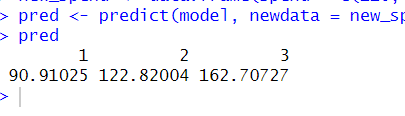 > pred <- predict(model, newdata = new_sp
> pred
1 2 3
90.91025 122.82004 162.70727
>